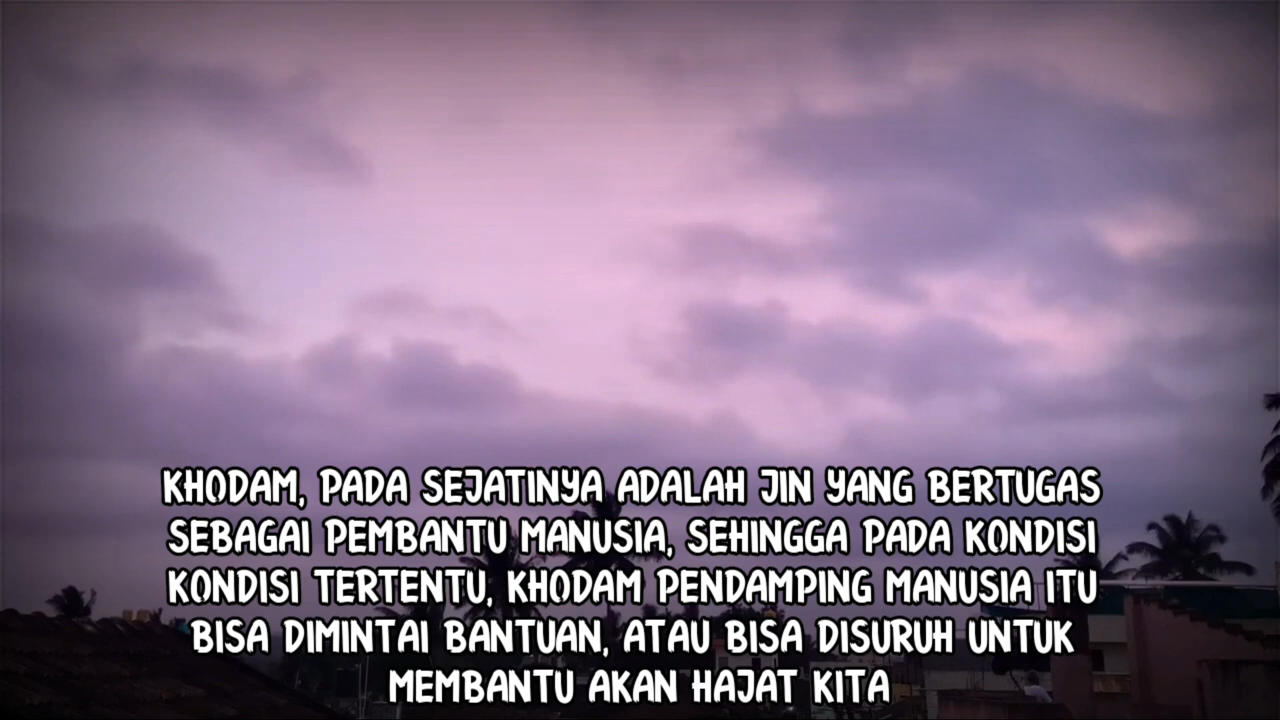 KHODAM, PADA SEJATINYA ADALAH JIN YANG BERTUGAS
SEBAGAI PEMBANTU MANUSIA, SEHINGGA PADA KONDISI
KONDISI TERTENTU, KHODAM PENDAMPING MANUSIA ITU
BISA DIMINTAI BANTUAN, ATAU BISA DISURUH UNTUK
MEMBANTU AKAN HAJAT KITA